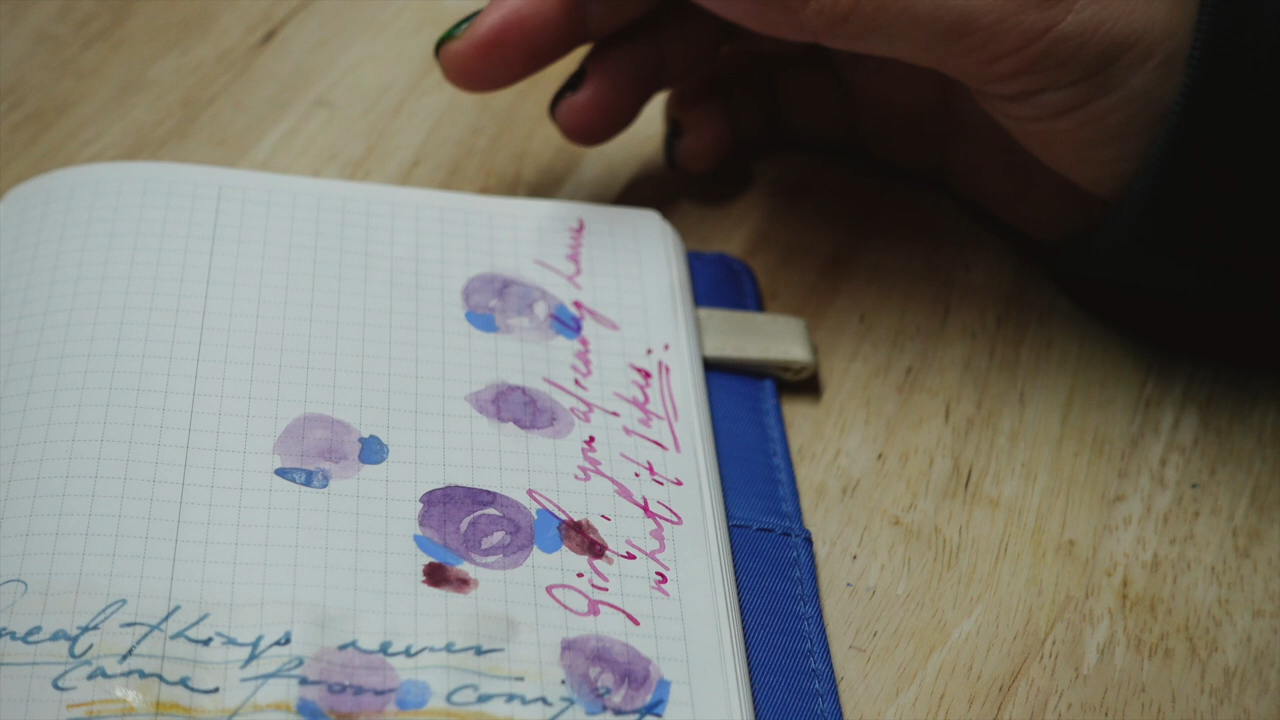 Girl, you already have
what it takes.
Great things never
came from comfort